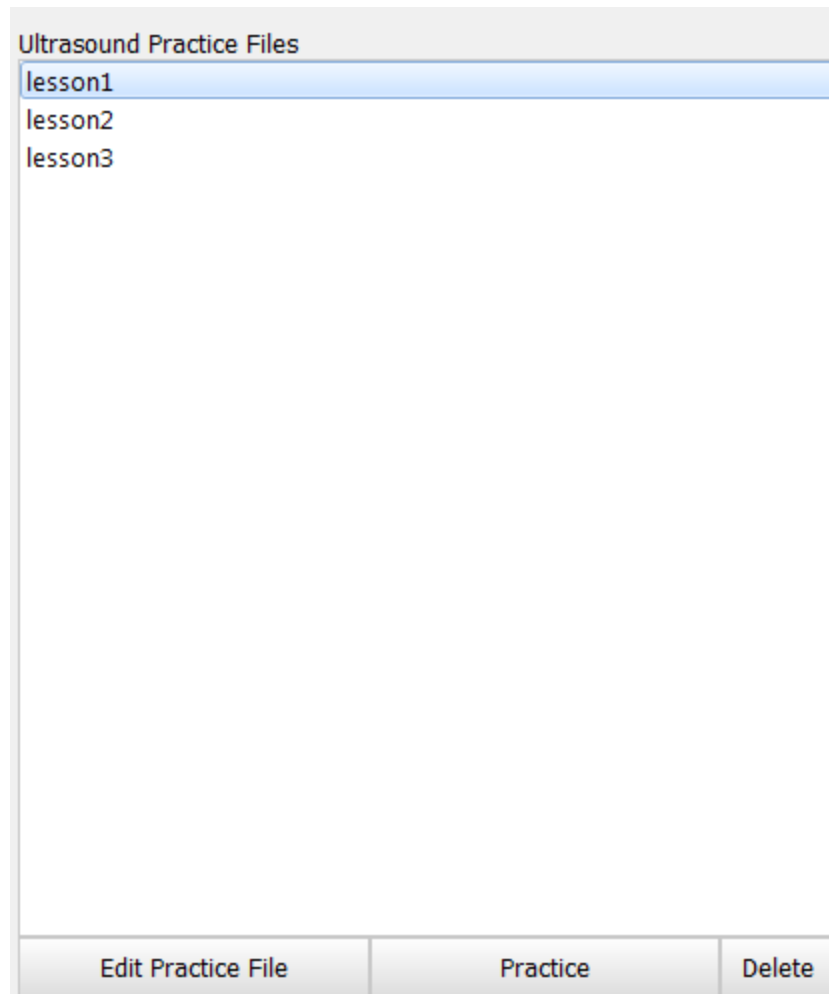 Ultrasound Practice Files
lesson1
lesson2
lesson3
Edit Practice File Practice Delete